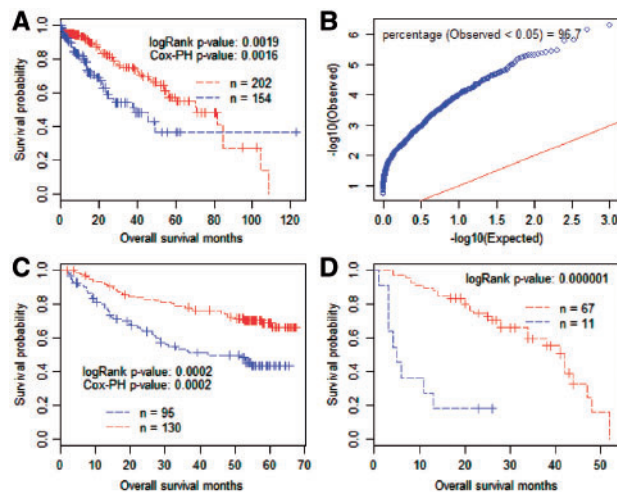 A
logRank p-value: 0.0019
Cox-PH p-value: 0.0016
n = 202
n = 154
Survival probability
0.0 0.2 0.4 0.6 0.8 1.0
0 20 40 60 80 100 120
Overall survival months
B
percentage (Observed < 0.05) = 96.7
-log10(Observed)
1 2 3 4 5 6
0.0 0.5 1.0 1.5 2.0 2.5 3.0
-log10(Expected)
C
logRank p-value: 0.0002
Cox-PH p-value: 0.0002
n = 95
n = 130
Survival probability
0.0 0.2 0.4 0.6 0.8 1.0
0 10 20 30 40 50 60 70
Overall survival months
D
logRank p-value: 0.000001
n = 67
n = 11
Survival probability
0.0 0.2 0.4 0.6 0.8 1.0
0 10 20 30 40 50
Overall survival months